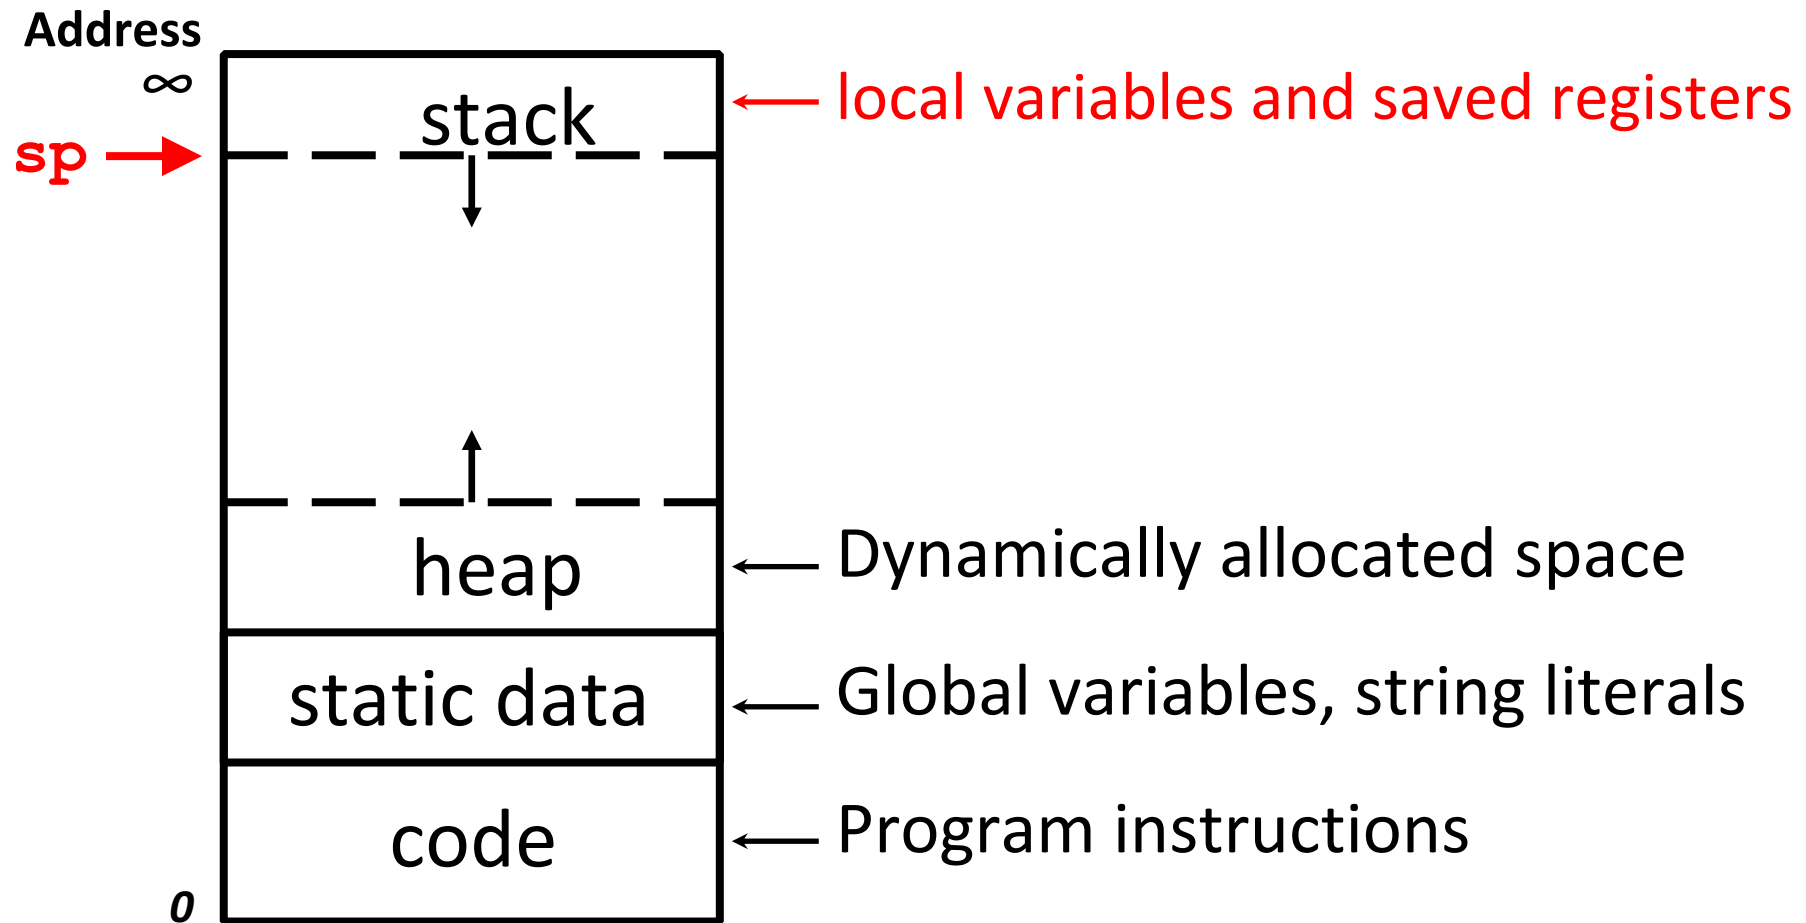 Address
∞
stack
local variables and saved registers
sp
heap
Dynamically allocated space
static data
Global variables, string literals
code
Program instructions
0